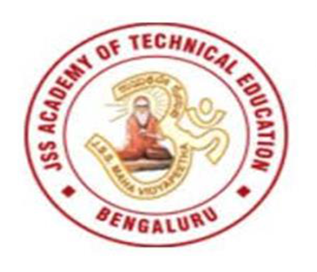 JSS ACADEMY OF TECHNICAL EDUCATION
BENGALURU
J.S.S. MAHA VIDYAPEETHA